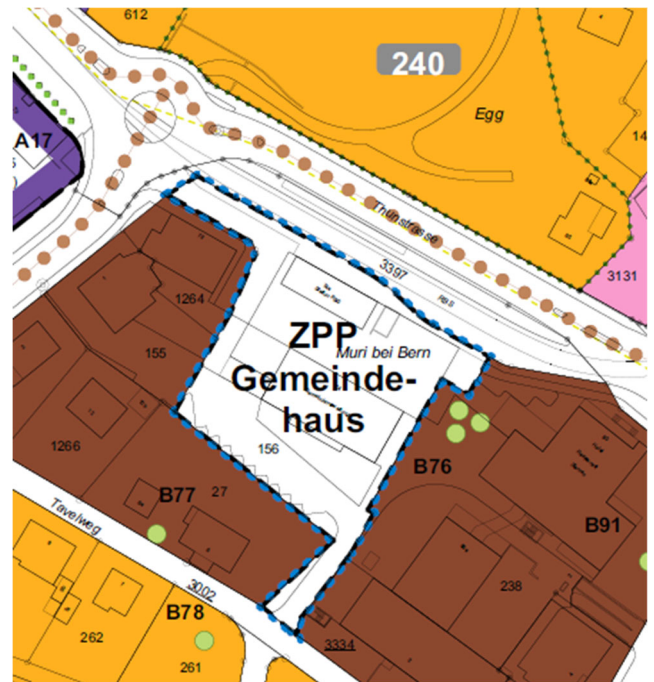 612
240
Egg
14
A17
Thunstrasse
3397
RBS
3131
1264
ZPP
Muri bei Bern
Gemeinde-
haus
155
156
1266
B76
B77
27
B91
Tavelweg
3002
238
B78
262
261
3334